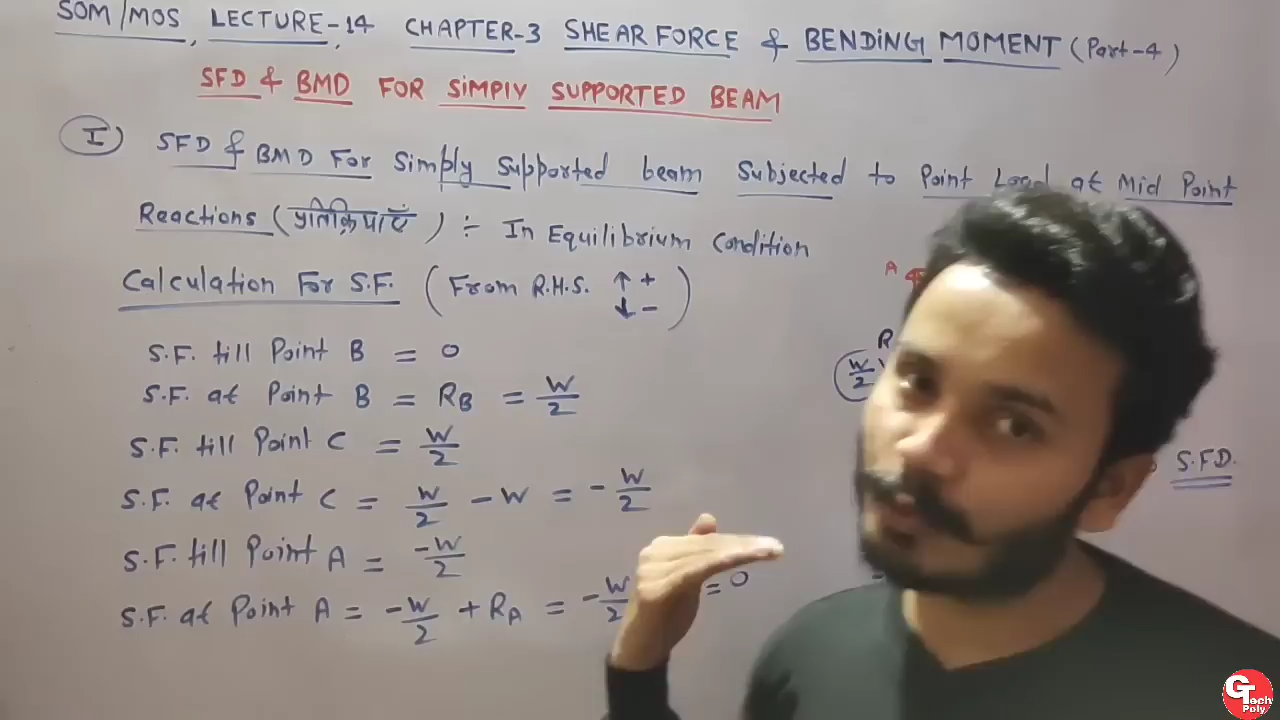 SOM/MOS, LECTURE-14 CHAPTER-3 SHEAR FORCE & BENDING MOMENT (Part-4)
SFD & BMD FOR SIMPLY SUPPORTED BEAM
I) SFD & BMD For Simply Supported beam Subjected to Point Load at Mid Point
Reactions (प्रतिक्रियाएँ) ÷ In Equilibrium Condition
Calculation For S.F. (From R.H.S. ↑ + ↓ -)
A
S.F. till Point B = 0
R
W/2
S.F. at Point B = RB = W/2
S.F. till Point C = W/2
S.F.D.
S.F. at Point C = W/2 - W = - W/2
S.F. till Point A = -W/2
S.F. at Point A = -W/2 + RA = -W/2 = 0
GTech Poly